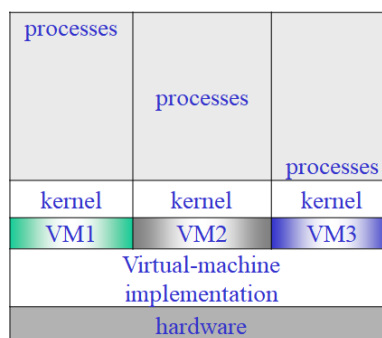 processes
processes
processes
kernel kernel kernel
VM1 VM2 VM3
Virtual-machine
implementation
hardware